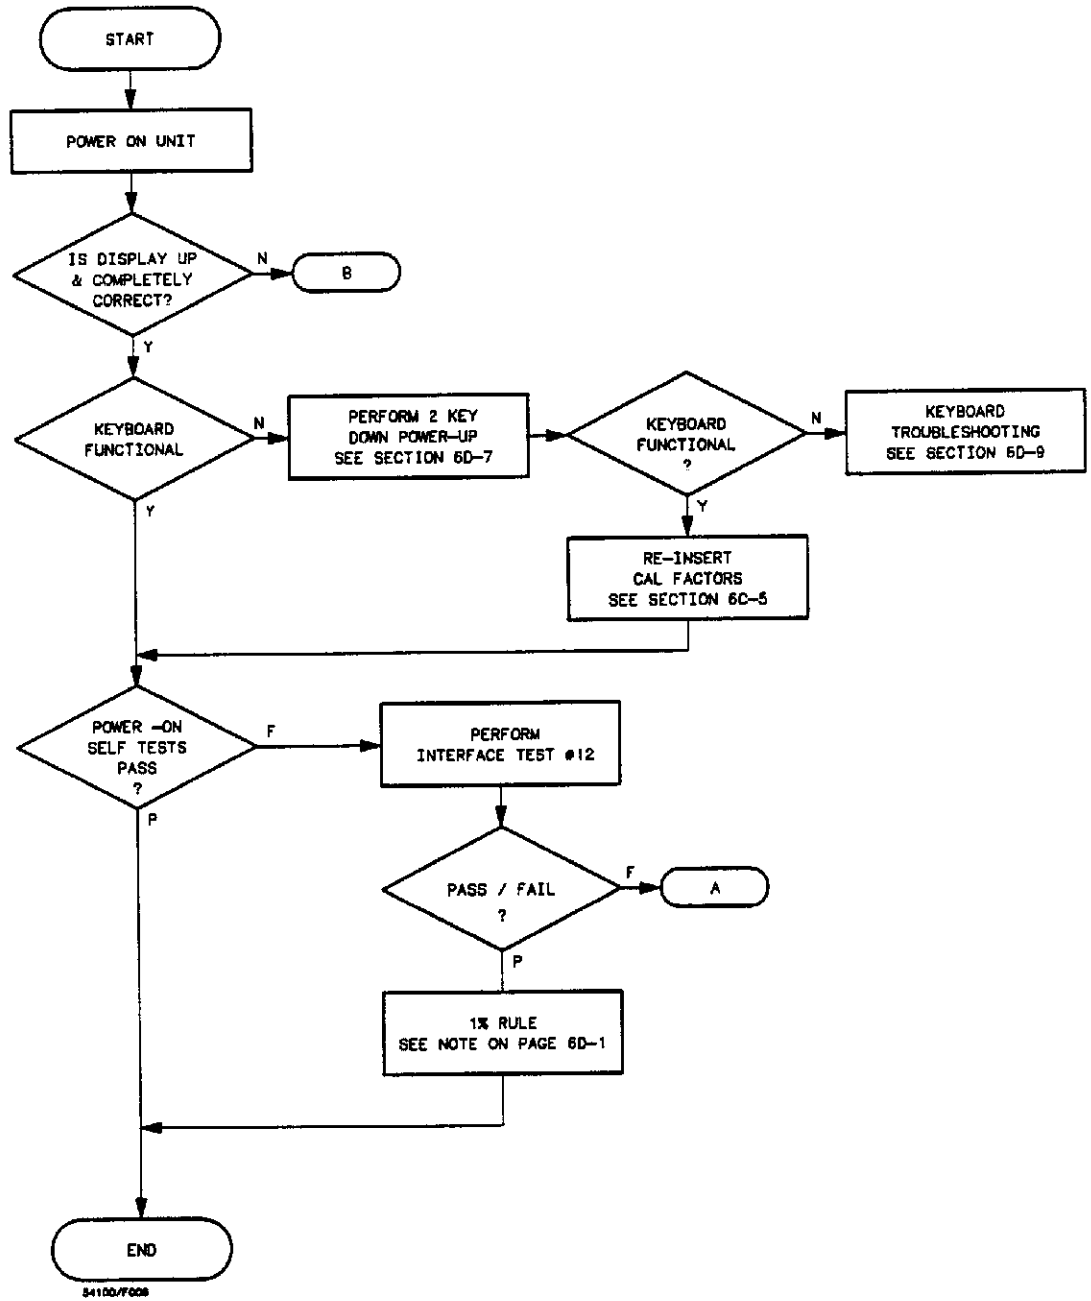 START
POWER ON UNIT
IS DISPLAY UP
& COMPLETELY
CORRECT?
N
B
Y
KEYBOARD
FUNCTIONAL
N
PERFORM 2 KEY
DOWN POWER-UP
SEE SECTION 6D-7
KEYBOARD
FUNCTIONAL
?
N
KEYBOARD
TROUBLESHOOTING
SEE SECTION 6D-9
Y
Y
RE-INSERT
CAL FACTORS
SEE SECTION 6C-5
POWER -ON
SELF TESTS
PASS
?
F
PERFORM
INTERFACE TEST #12
P
PASS / FAIL
?
F
A
P
1% RULE
SEE NOTE ON PAGE 6D-1
END
54100/F008